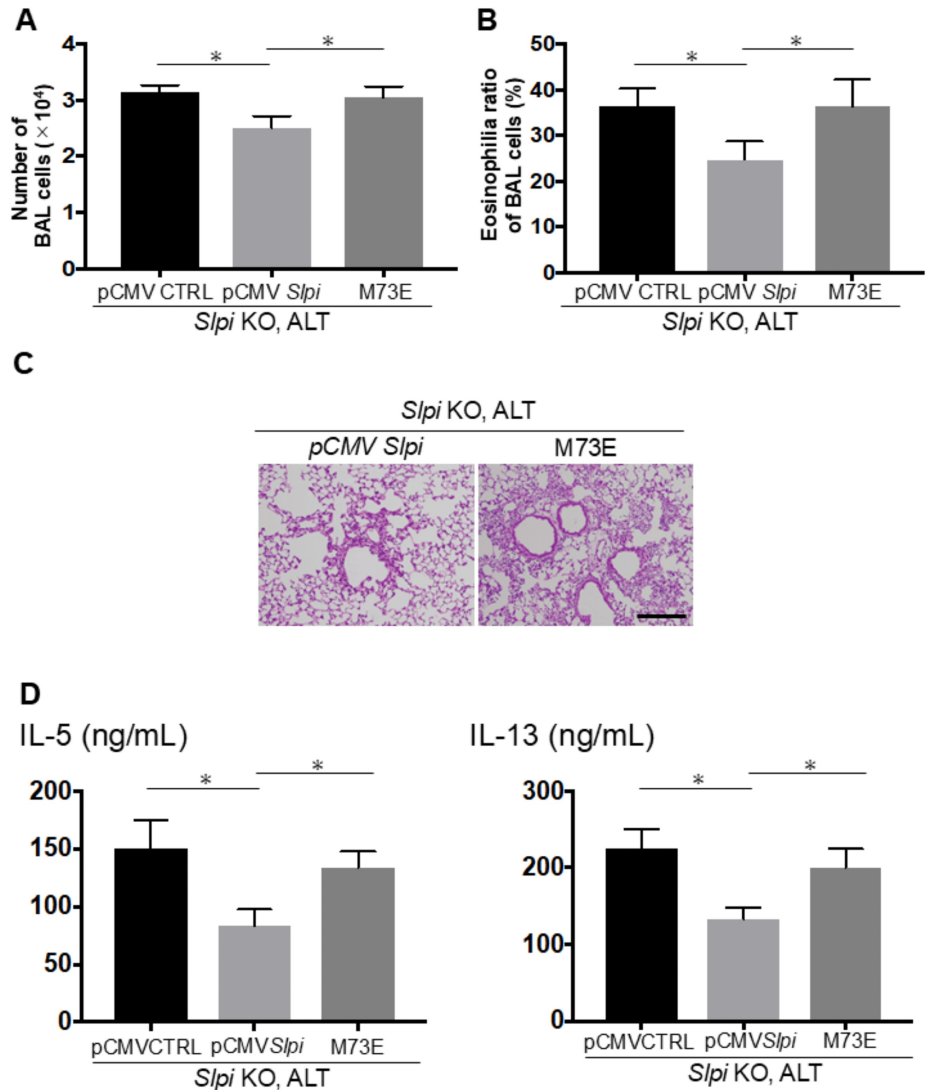 A
Number of
BAL cells (×10⁴)
4
3
2
1
0
*
*
pCMV CTRL pCMV Slpi M73E
Slpi KO, ALT
B
Eosinophilia ratio
of BAL cells (%)
50
40
30
20
10
0
*
*
pCMV CTRL pCMV Slpi M73E
Slpi KO, ALT
C
Slpi KO, ALT
pCMV Slpi M73E
D
IL-5 (ng/mL)
200
150
100
50
0
*
*
pCMVCTRL pCMVSlpi M73E
Slpi KO, ALT
IL-13 (ng/mL)
300
200
100
0
*
*
pCMVCTRL pCMVSlpi M73E
Slpi KO, ALT